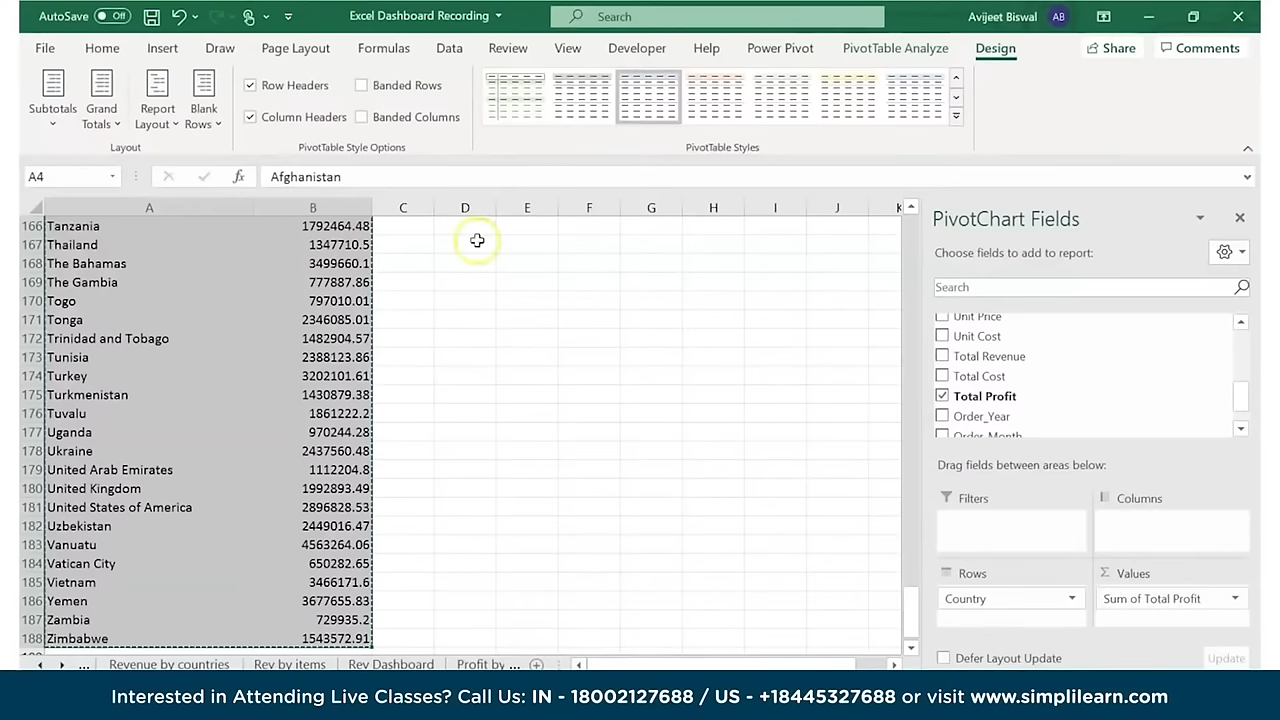 AutoSave Off Excel Dashboard Recording Search Avijeet Biswal AB
File Home Insert Draw Page Layout Formulas Data Review View Developer Help Power Pivot PivotTable Analyze Design Share Comments
Subtotals Grand Totals Report Layout Blank Rows
Layout
Row Headers Banded Rows
Column Headers Banded Columns
PivotTable Style Options
PivotTable Styles
A4 fx Afghanistan
A B C D E F G H I J K
166 Tanzania 1792464.48
167 Thailand 1347710.5
168 The Bahamas 3499660.1
169 The Gambia 777887.86
170 Togo 797010.01
171 Tonga 2346085.01
172 Trinidad and Tobago 1482904.57
173 Tunisia 2388123.86
174 Turkey 3202101.61
175 Turkmenistan 1430879.38
176 Tuvalu 1861222.2
177 Uganda 970244.28
178 Ukraine 2437560.48
179 United Arab Emirates 1112204.8
180 United Kingdom 1992893.49
181 United States of America 2896828.53
182 Uzbekistan 2449016.47
183 Vanuatu 4563264.06
184 Vatican City 650282.65
185 Vietnam 3466171.6
186 Yemen 3677655.83
187 Zambia 729935.2
188 Zimbabwe 1543572.91
... Revenue by countries Rev by items Rev Dashboard Profit by ...
PivotChart Fields
Choose fields to add to report:
Search
Unit Price
Unit Cost
Total Revenue
Total Cost
Total Profit
Order_Year
Order_Month
Drag fields between areas below:
Filters Columns
Rows Σ Values
Country Sum of Total Profit
Defer Layout Update Update
Interested in Attending Live Classes? Call Us: IN - 18002127688 / US - +18445327688 or visit www.simplilearn.com